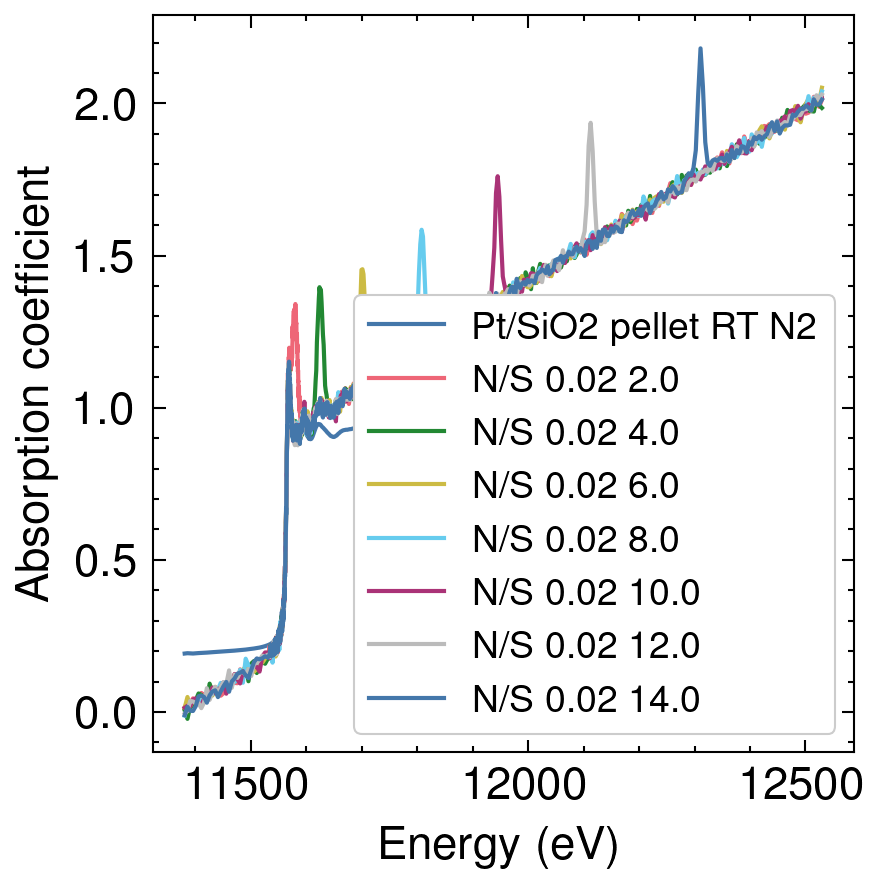 2.0
1.5
1.0
0.5
0.0
Absorption coefficient
Pt/SiO2 pellet RT N2
N/S 0.02 2.0
N/S 0.02 4.0
N/S 0.02 6.0
N/S 0.02 8.0
N/S 0.02 10.0
N/S 0.02 12.0
N/S 0.02 14.0
11500 12000 12500
Energy (eV)